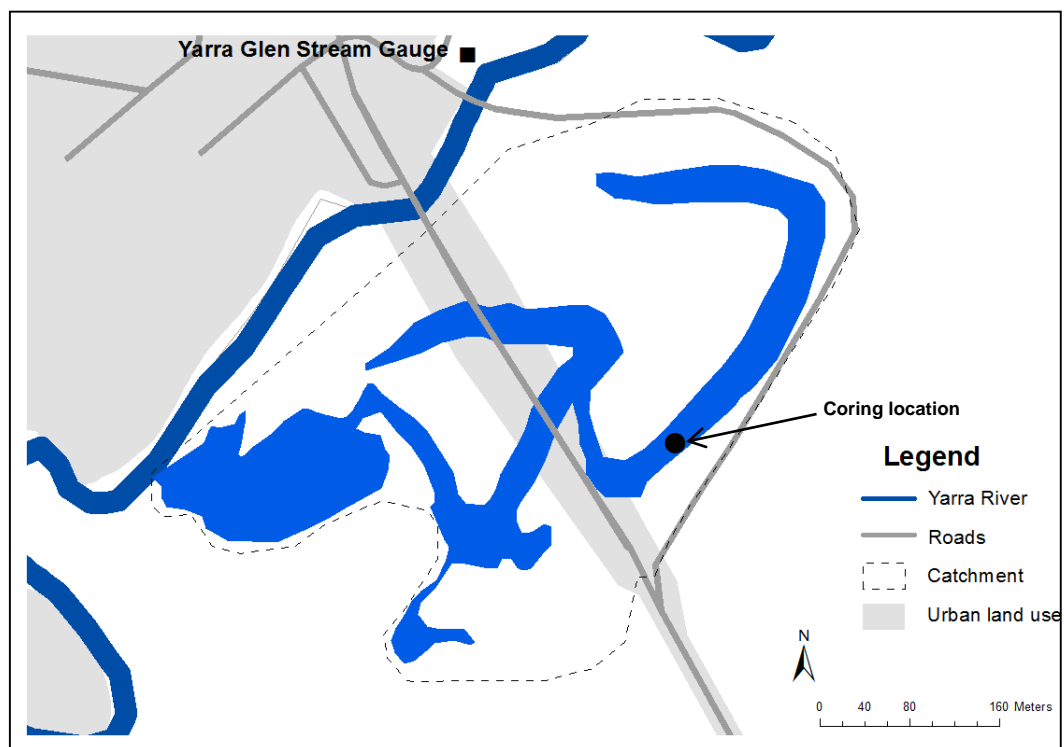 Yarra Glen Stream Gauge
Coring location
Legend
Yarra River
Roads
Catchment
Urban land use
N
0 40 80 160 Meters